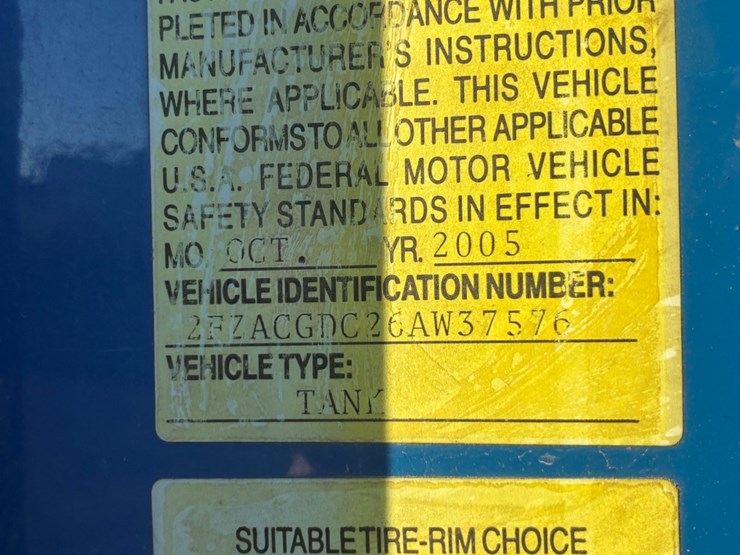 PLETED IN ACCORDANCE WITH PRIOR
MANUFACTURER'S INSTRUCTIONS,
WHERE APPLICABLE. THIS VEHICLE
CONFORMS TO ALL OTHER APPLICABLE
U.S.A. FEDERAL MOTOR VEHICLE
SAFETY STANDARDS IN EFFECT IN:
MO. OCT. YR. 2005
VEHICLE IDENTIFICATION NUMBER:
2FZACGDC26AW37576
VEHICLE TYPE:
TANK
SUITABLE TIRE-RIM CHOICE